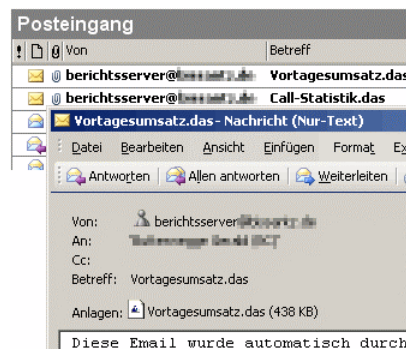 Posteingang
! Von Betreff
berichtsserver@ Vortagesumsatz.das
berichtsserver@ Call-Statistik.das
Vortagesumsatz.das - Nachricht (Nur-Text)
Datei Bearbeiten Ansicht Einfügen Format Ex
Antworten Allen antworten Weiterleiten
Von: berichtsserver@
An:
Cc:
Betreff: Vortagesumsatz.das
Anlagen: Vortagesumsatz.das (438 KB)
Diese Email wurde automatisch durch